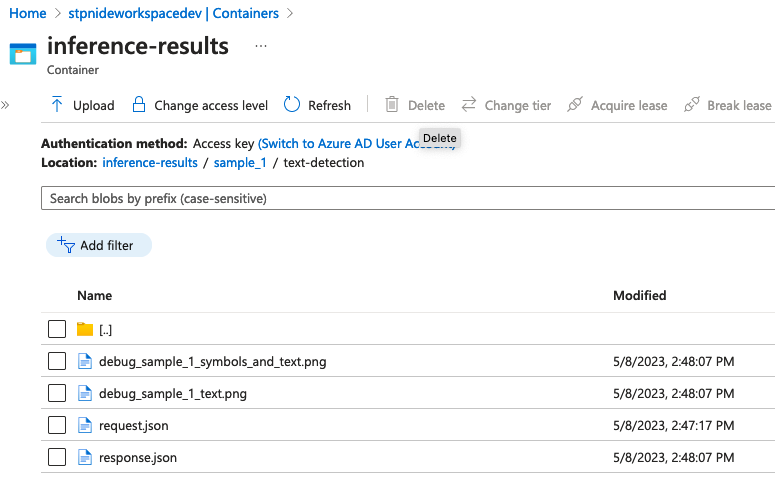 Home > stpnideworkspacedev | Containers >
inference-results ...
Container
» Upload Change access level Refresh Delete Change tier Acquire lease Break lease
Delete
Authentication method: Access key (Switch to Azure AD User Account)
Location: inference-results / sample_1 / text-detection
Search blobs by prefix (case-sensitive)
Add filter
Name Modified
[..]
debug_sample_1_symbols_and_text.png 5/8/2023, 2:48:07 PM
debug_sample_1_text.png 5/8/2023, 2:48:07 PM
request.json 5/8/2023, 2:47:17 PM
response.json 5/8/2023, 2:48:07 PM